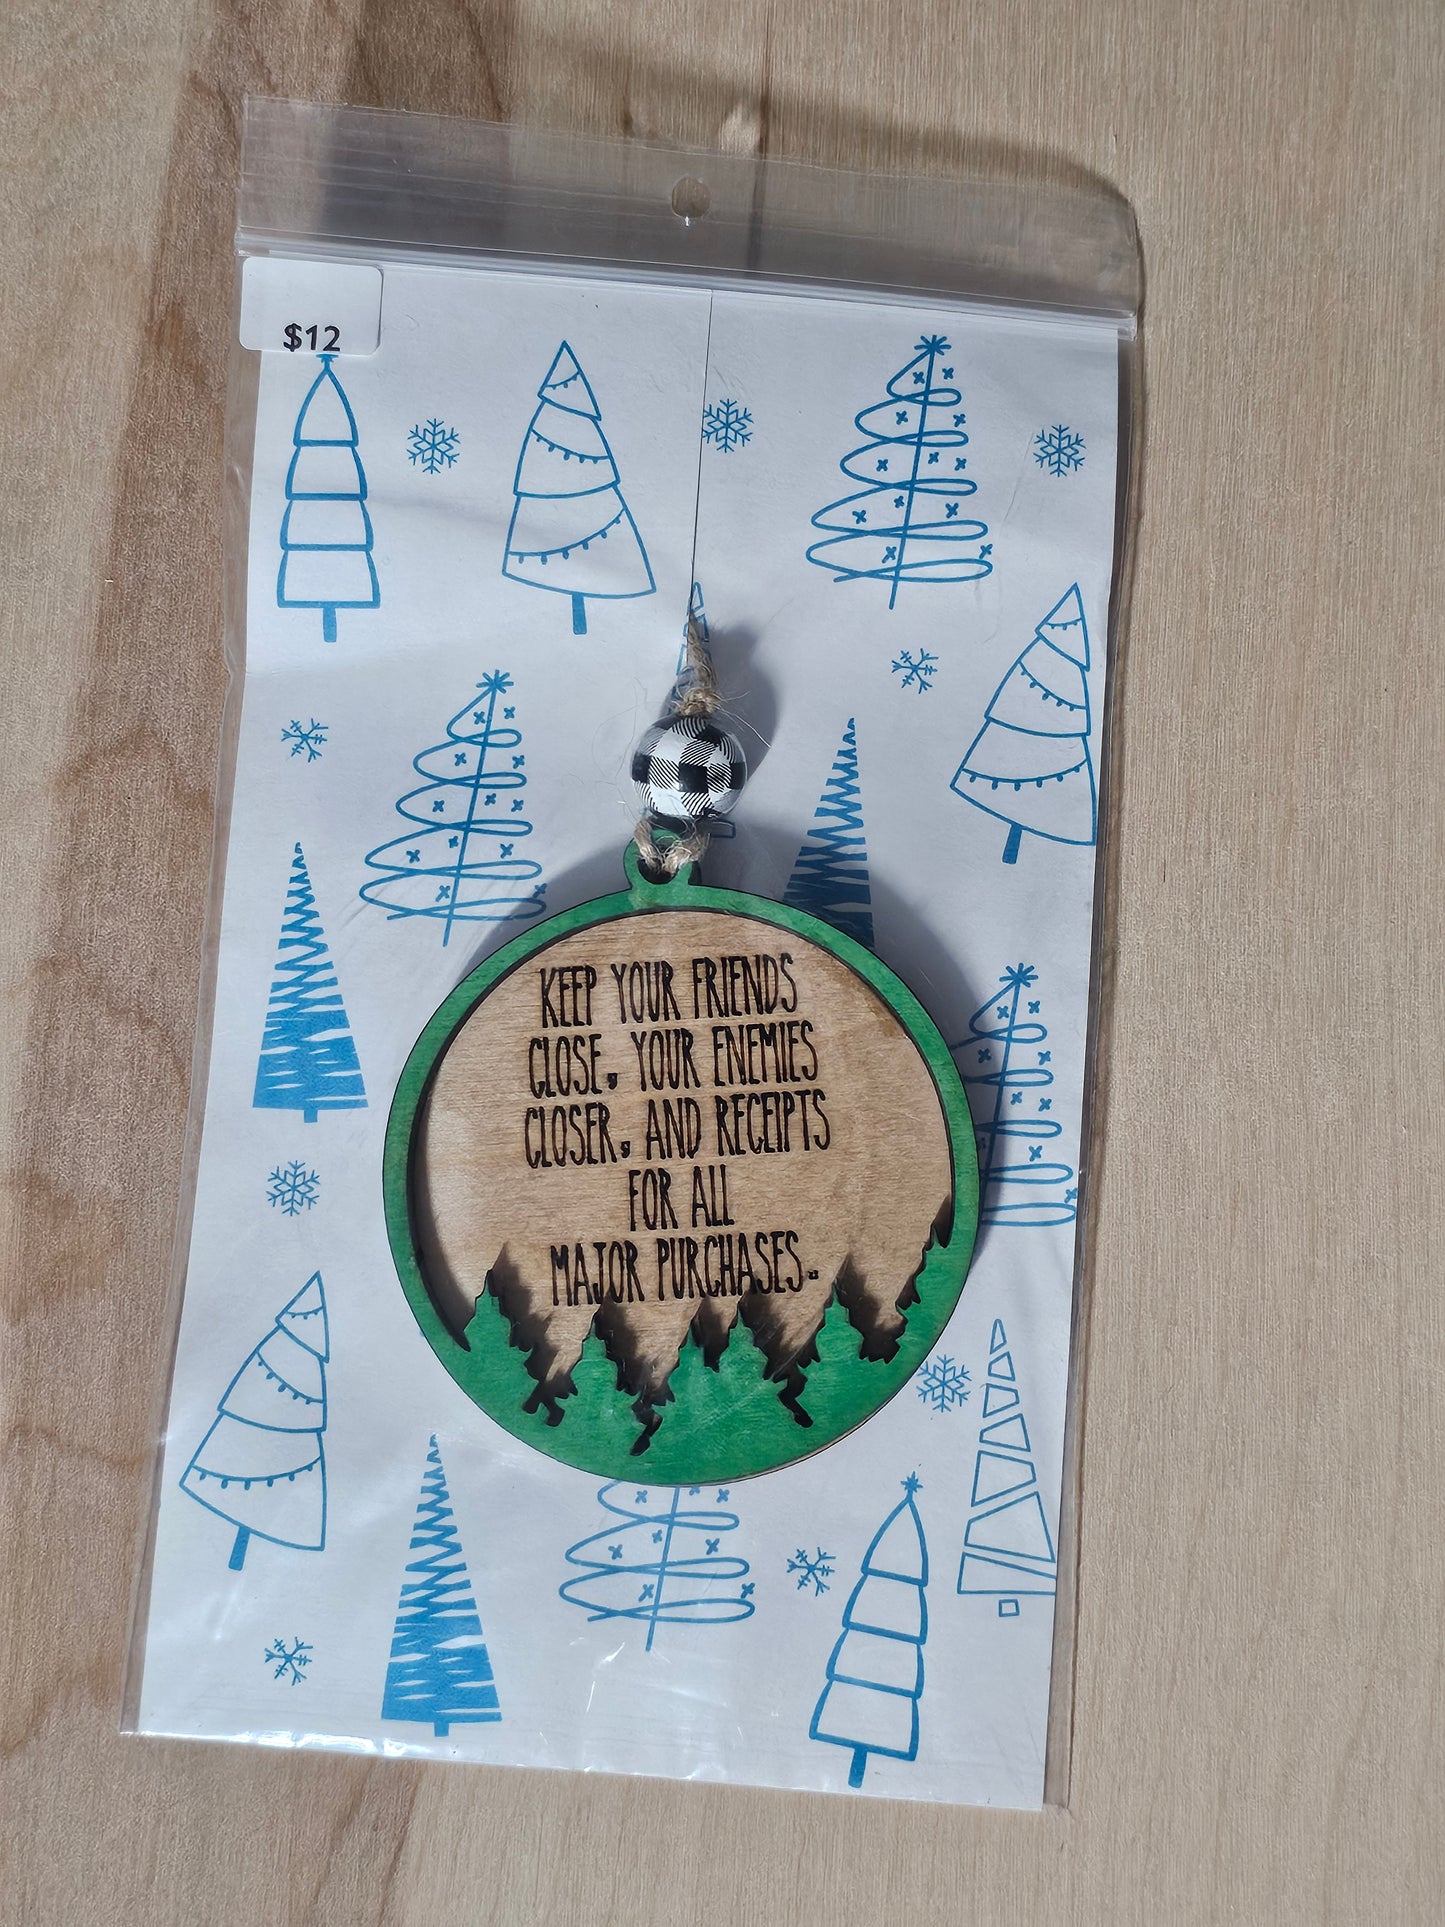 $12
KEEP YOUR FRIENDS
CLOSE, YOUR ENEMIES
CLOSER, AND RECEIPTS
FOR ALL
MAJOR PURCHASES.